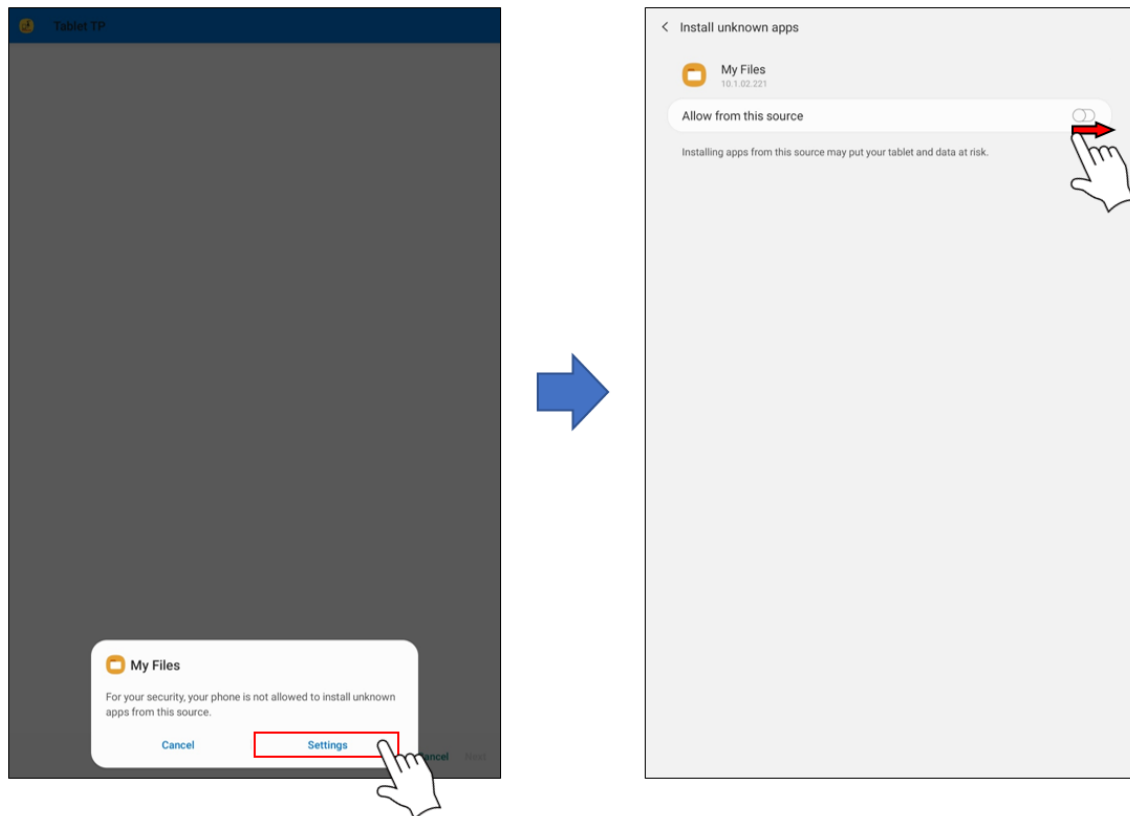 Tablet TP
My Files
For your security, your phone is not allowed to install unknown
apps from this source.
Cancel
Settings
Cancel
Next
Install unknown apps
My Files
10.1.02.221
Allow from this source
Installing apps from this source may put your tablet and data at risk.